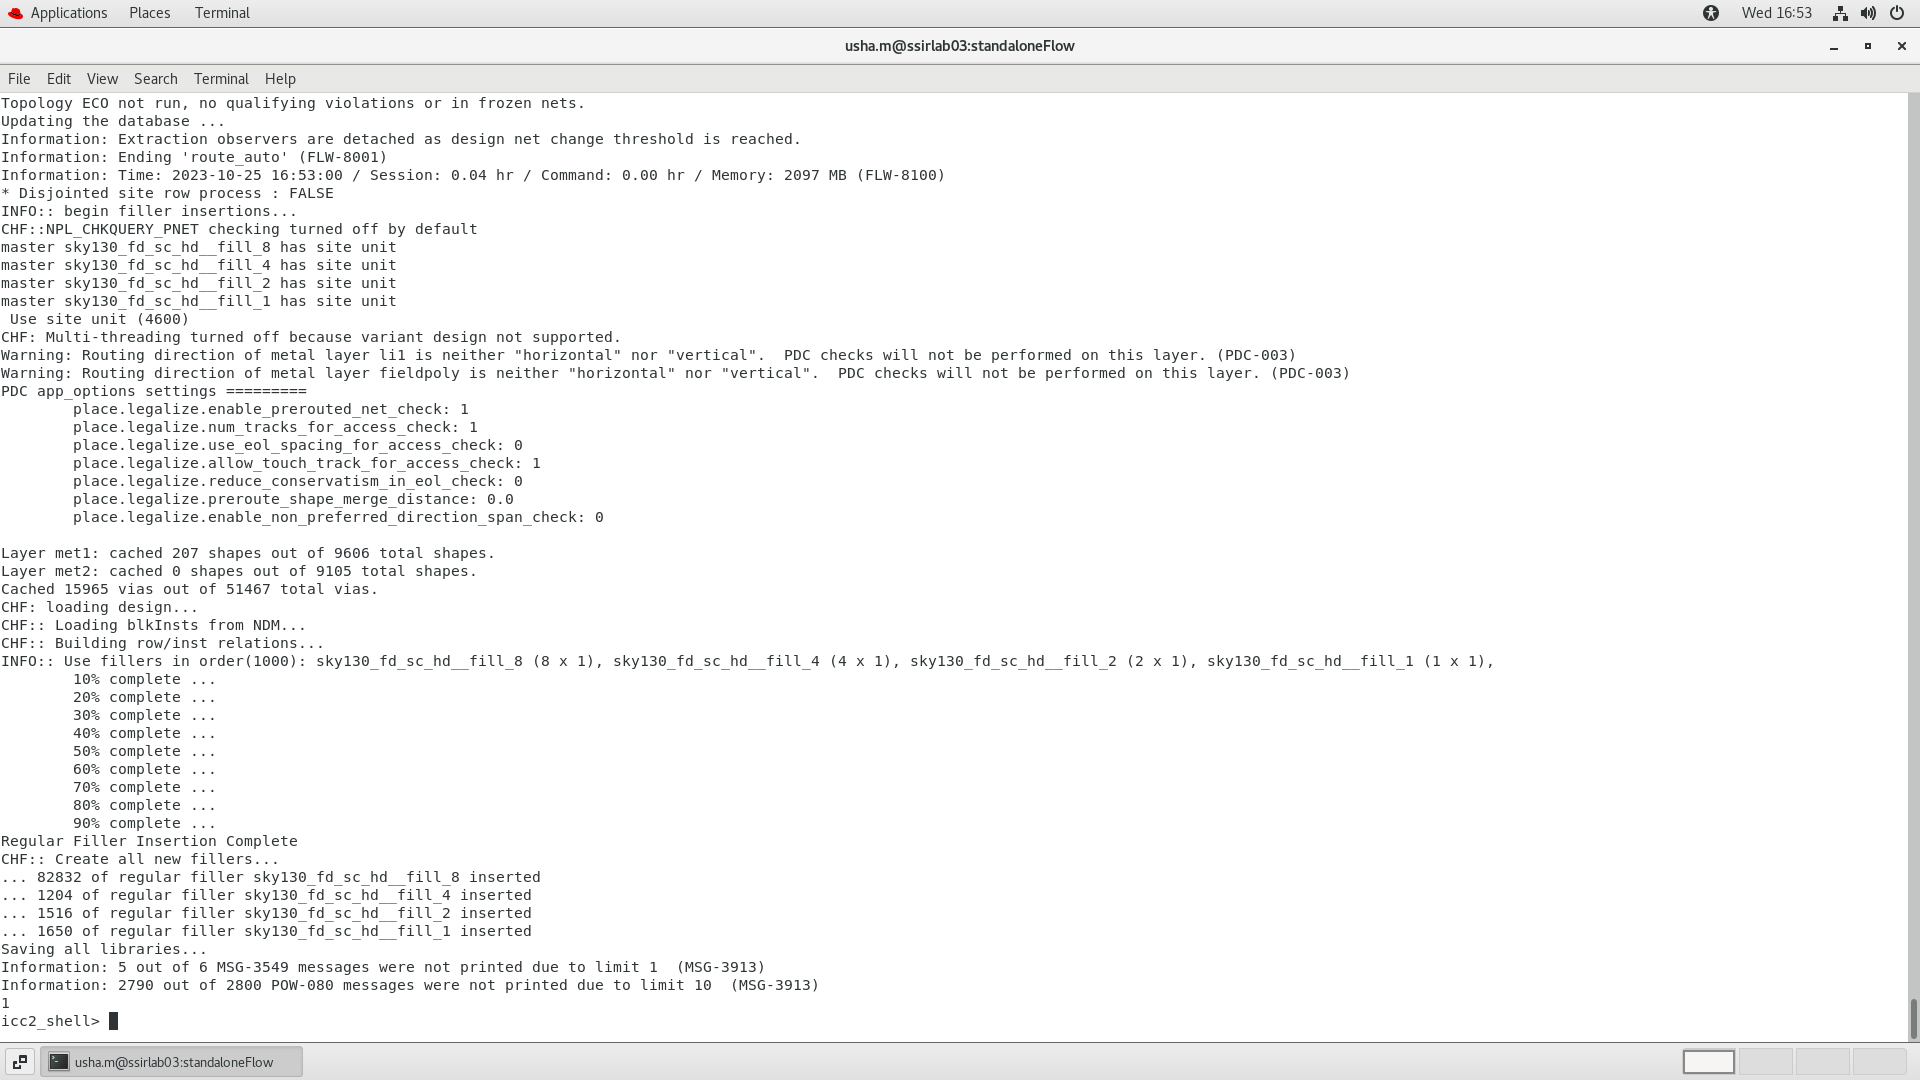 Applications Places Terminal Wed 16:53
usha.m@ssirlab03:standaloneFlow
File Edit View Search Terminal Help
Topology ECO not run, no qualifying violations or in frozen nets.
Updating the database ...
Information: Extraction observers are detached as design net change threshold is reached.
Information: Ending 'route_auto' (FLW-8001)
Information: Time: 2023-10-25 16:53:00 / Session: 0.04 hr / Command: 0.00 hr / Memory: 2097 MB (FLW-8100)
* Disjointed site row process : FALSE
INFO:: begin filler insertions...
CHF::NPL_CHKQUERY_PNET checking turned off by default
master sky130_fd_sc_hd__fill_8 has site unit
master sky130_fd_sc_hd__fill_4 has site unit
master sky130_fd_sc_hd__fill_2 has site unit
master sky130_fd_sc_hd__fill_1 has site unit
 Use site unit (4600)
CHF: Multi-threading turned off because variant design not supported.
Warning: Routing direction of metal layer li1 is neither "horizontal" nor "vertical".  PDC checks will not be performed on this layer. (PDC-003)
Warning: Routing direction of metal layer fieldpoly is neither "horizontal" nor "vertical".  PDC checks will not be performed on this layer. (PDC-003)
PDC app_options settings =========
        place.legalize.enable_prerouted_net_check: 1
        place.legalize.num_tracks_for_access_check: 1
        place.legalize.use_eol_spacing_for_access_check: 0
        place.legalize.allow_touch_track_for_access_check: 1
        place.legalize.reduce_conservatism_in_eol_check: 0
        place.legalize.preroute_shape_merge_distance: 0.0
        place.legalize.enable_non_preferred_direction_span_check: 0
Layer met1: cached 207 shapes out of 9606 total shapes.
Layer met2: cached 0 shapes out of 9105 total shapes.
Cached 15965 vias out of 51467 total vias.
CHF: loading design...
CHF:: Loading blkInsts from NDM...
CHF:: Building row/inst relations...
INFO:: Use fillers in order(1000): sky130_fd_sc_hd__fill_8 (8 x 1), sky130_fd_sc_hd__fill_4 (4 x 1), sky130_fd_sc_hd__fill_2 (2 x 1), sky130_fd_sc_hd__fill_1 (1 x 1),
        10% complete ...
        20% complete ...
        30% complete ...
        40% complete ...
        50% complete ...
        60% complete ...
        70% complete ...
        80% complete ...
        90% complete ...
Regular Filler Insertion Complete
CHF:: Create all new fillers...
... 82832 of regular filler sky130_fd_sc_hd__fill_8 inserted
... 1204 of regular filler sky130_fd_sc_hd__fill_4 inserted
... 1516 of regular filler sky130_fd_sc_hd__fill_2 inserted
... 1650 of regular filler sky130_fd_sc_hd__fill_1 inserted
Saving all libraries...
Information: 5 out of 6 MSG-3549 messages were not printed due to limit 1  (MSG-3913)
Information: 2790 out of 2800 POW-080 messages were not printed due to limit 10  (MSG-3913)
1
icc2_shell>
usha.m@ssirlab03:standaloneFlow